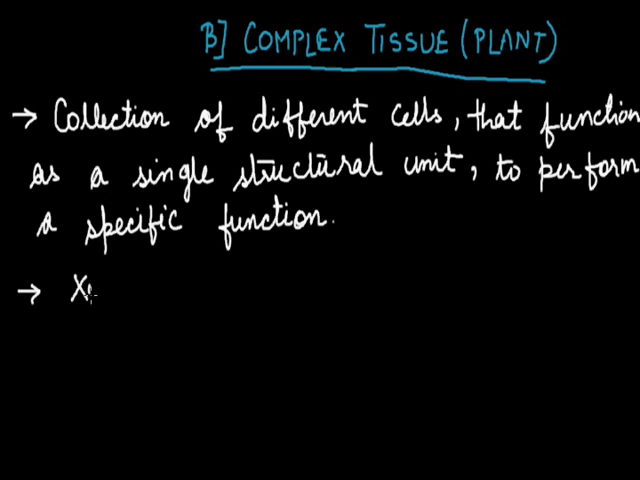 B] COMPLEX TISSUE (PLANT)
→ Collection of different cells, that function
as a single structural unit, to perform
a specific function.
→ X